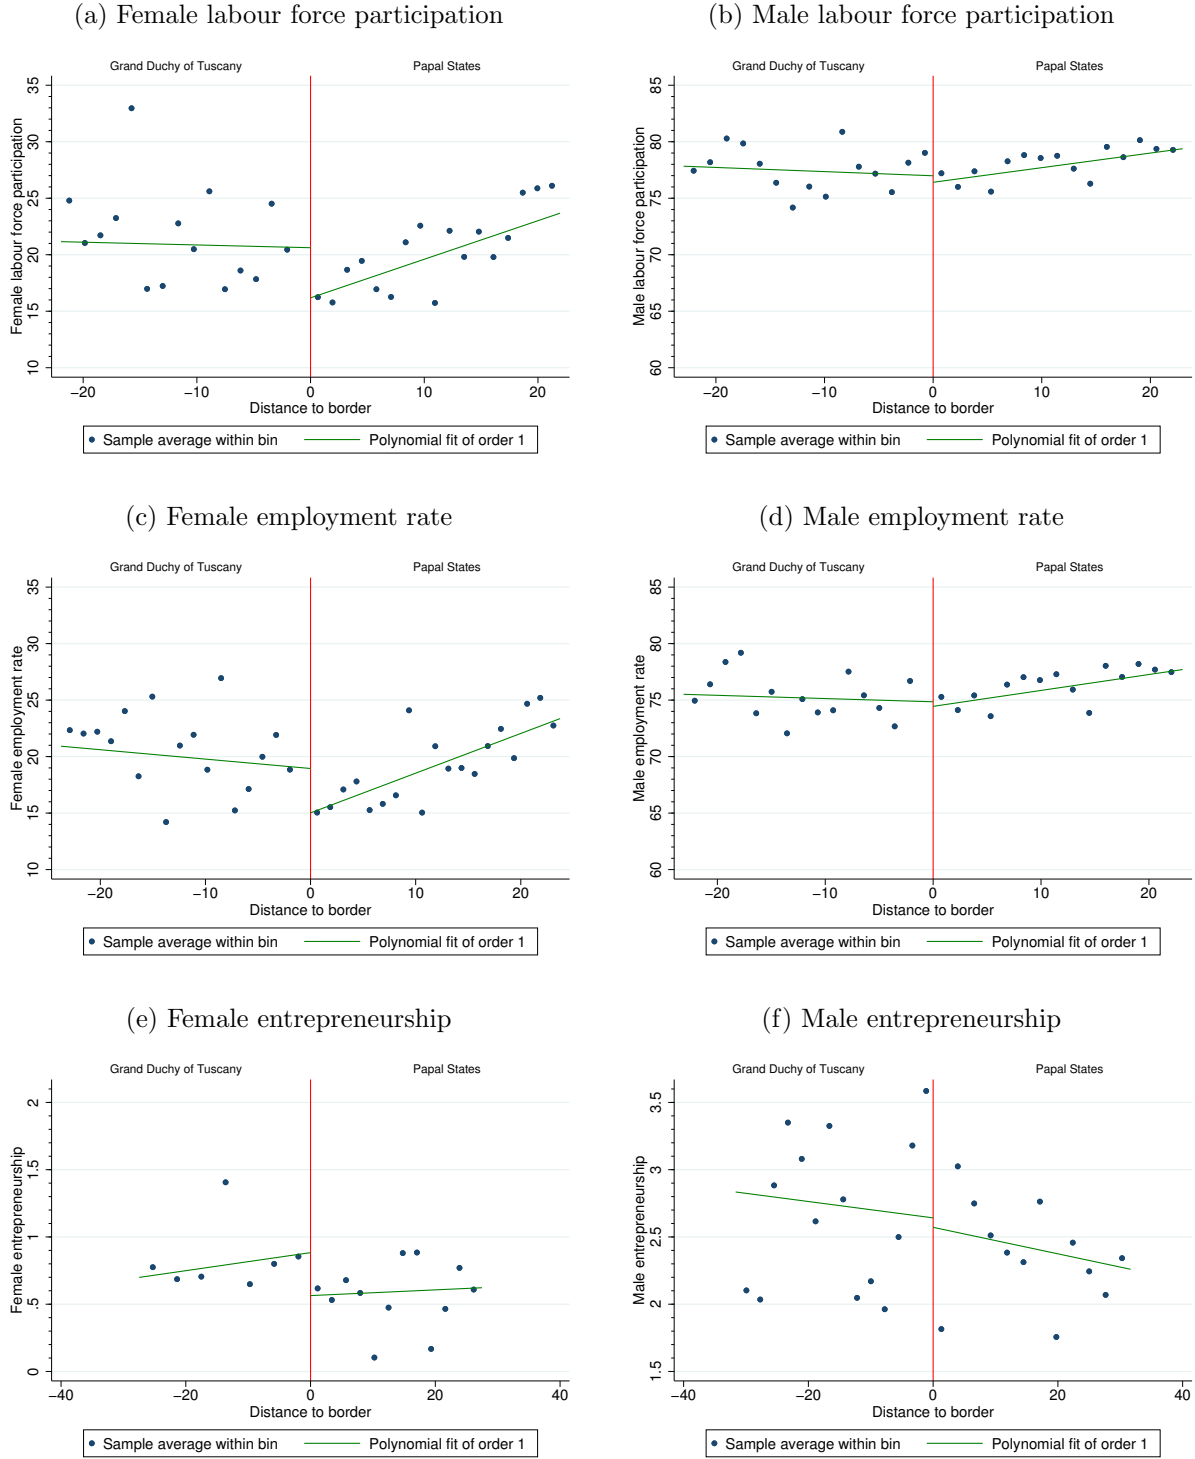 (a) Female labour force participation
Grand Duchy of Tuscany Papal States
Female labour force participation
35
30
25
20
15
10
−20 −10 0 10 20
Distance to border
Sample average within bin Polynomial fit of order 1
(b) Male labour force participation
Grand Duchy of Tuscany Papal States
Male labour force participation
85
80
75
70
65
60
−20 −10 0 10 20
Distance to border
Sample average within bin Polynomial fit of order 1
(c) Female employment rate
Grand Duchy of Tuscany Papal States
Female employment rate
35
30
25
20
15
10
−20 −10 0 10 20
Distance to border
Sample average within bin Polynomial fit of order 1
(d) Male employment rate
Grand Duchy of Tuscany Papal States
Male employment rate
85
80
75
70
65
60
−20 −10 0 10 20
Distance to border
Sample average within bin Polynomial fit of order 1
(e) Female entrepreneurship
Grand Duchy of Tuscany Papal States
Female entrepreneurship
2
1.5
1
.5
0
−40 −20 0 20 40
Distance to border
Sample average within bin Polynomial fit of order 1
(f) Male entrepreneurship
Grand Duchy of Tuscany Papal States
Male entrepreneurship
3.5
3
2.5
2
1.5
−40 −20 0 20 40
Distance to border
Sample average within bin Polynomial fit of order 1